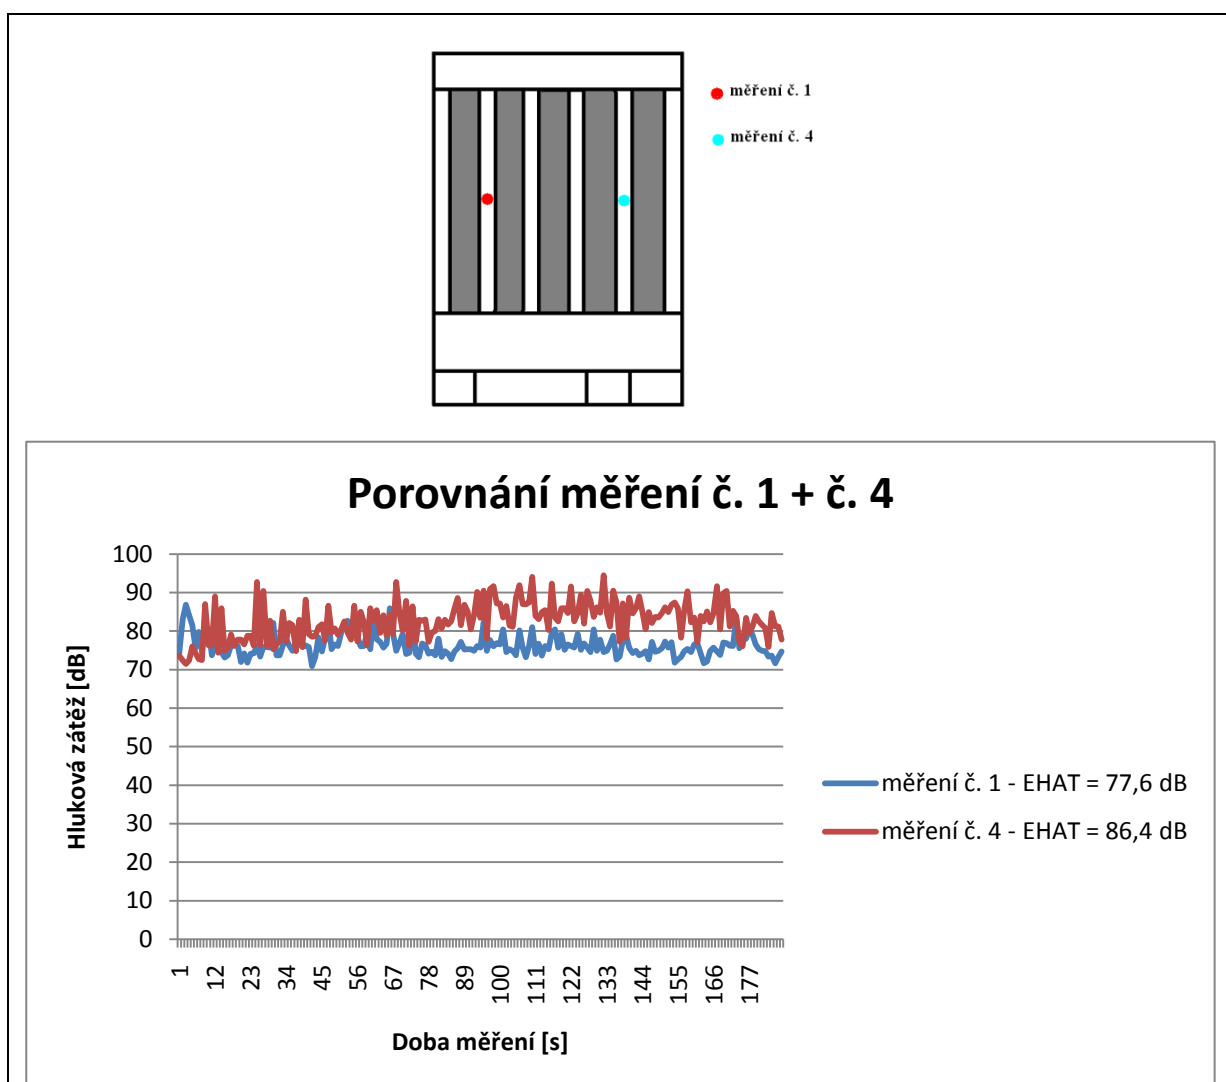 měření č. 1
měření č. 4
Porovnání měření č. 1 + č. 4
Hluková zátěž [dB]
100
90
80
70
60
50
40
30
20
10
0
měření č. 1 - EHAT = 77,6 dB
měření č. 4 - EHAT = 86,4 dB
1 12 23 34 45 56 67 78 89 100 111 122 133 144 155 166 177
Doba měření [s]